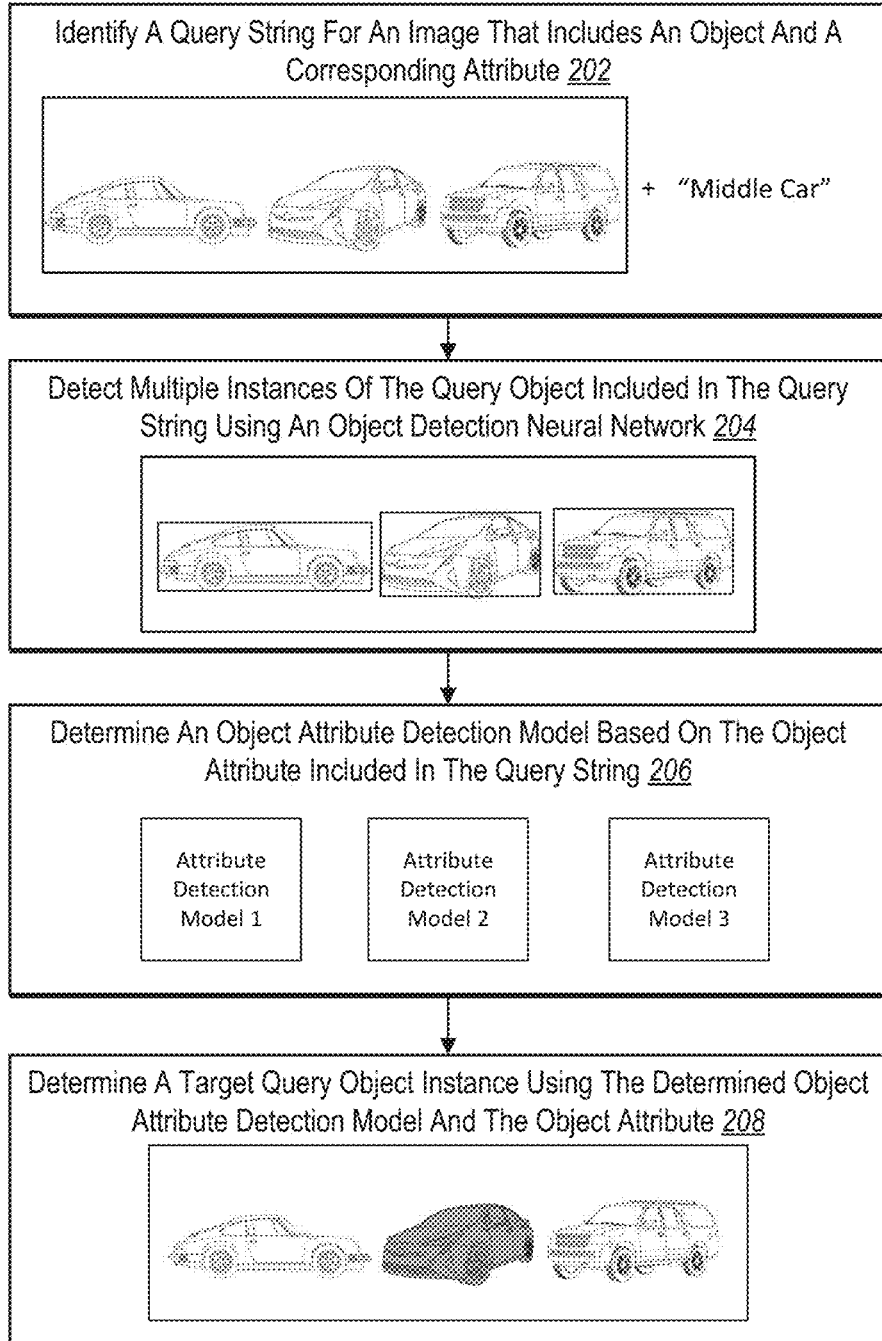 Identify A Query String For An Image That Includes An Object And A
Corresponding Attribute 202
+ “Middle Car”
Detect Multiple Instances Of The Query Object Included In The Query
String Using An Object Detection Neural Network 204
Determine An Object Attribute Detection Model Based On The Object
Attribute Included In The Query String 206
Attribute
Detection
Model 1
Attribute
Detection
Model 2
Attribute
Detection
Model 3
Determine A Target Query Object Instance Using The Determined Object
Attribute Detection Model And The Object Attribute 208